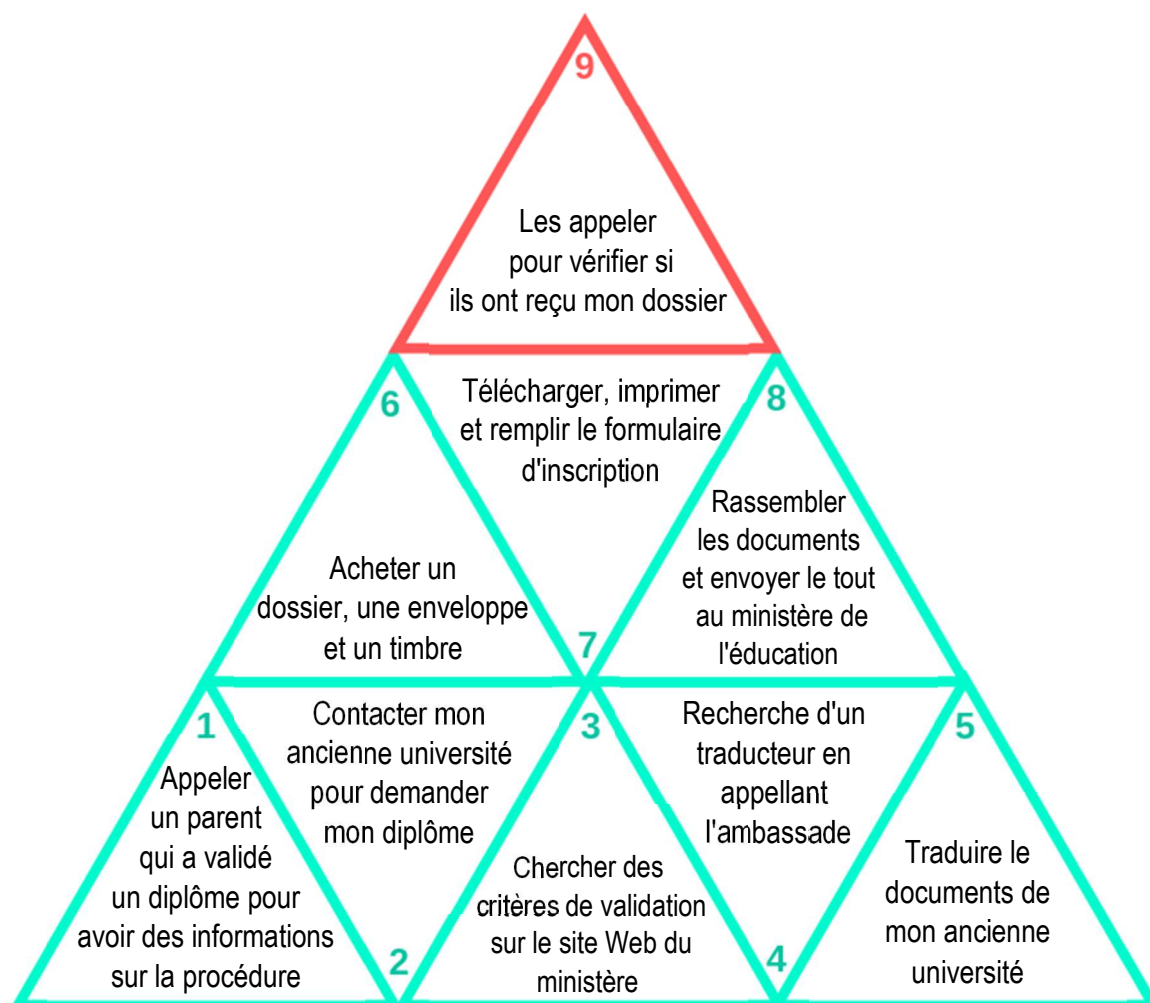 9
Les appeler
pour vérifier si
ils ont reçu mon dossier
6
Télécharger, imprimer
et remplir le formulaire
d'inscription
8
Rassembler
les documents
et envoyer le tout
au ministère de
l'éducation
Acheter un
dossier, une enveloppe
et un timbre
7
1
Appeler
un parent
qui a validé
un diplôme pour
avoir des informations
sur la procédure
Contacter mon
ancienne université
pour demander
mon diplôme
2
3
Chercher des
critères de validation
sur le site Web du
ministère
Recherche d'un
traducteur en
appellant
l'ambassade
4
5
Traduire le
documents de
mon ancienne
université